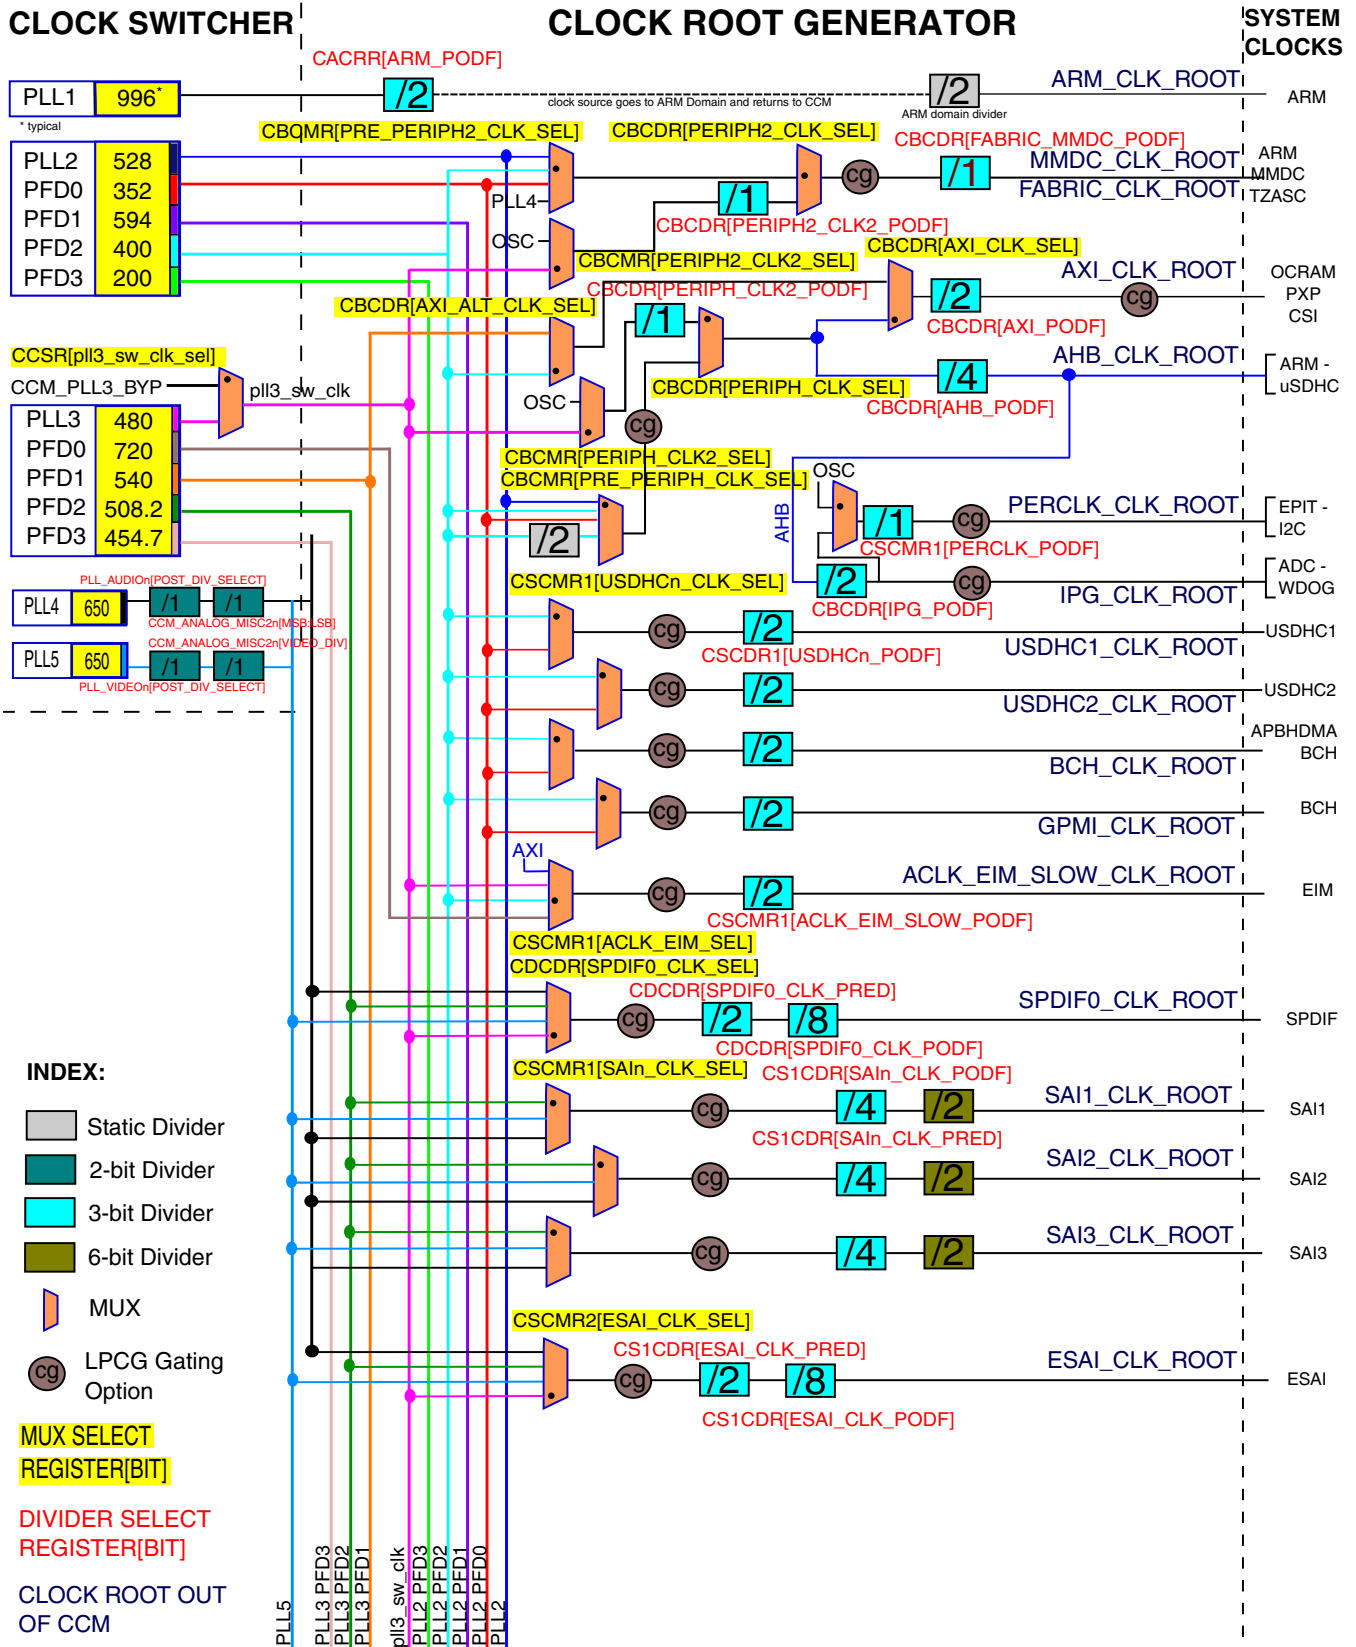 CLOCK SWITCHER
CLOCK ROOT GENERATOR
SYSTEM
CLOCKS
CACRR[ARM_PODF]
PLL1 996*
* typical
/2
clock source goes to ARM Domain and returns to CCM
/2
ARM domain divider
ARM_CLK_ROOT
ARM
CBCMR[PRE_PERIPH2_CLK_SEL]
CBCDR[PERIPH2_CLK_SEL]
CBCDR[FABRIC_MMDC_PODF]
PLL2 528
PFD0 352
PFD1 594
PFD2 400
PFD3 200
PLL4
/1
cg
/1
MMDC_CLK_ROOT
FABRIC_CLK_ROOT
ARM
MMDC
TZASC
CBCDR[PERIPH2_CLK2_PODF]
OSC
CBCMR[PERIPH2_CLK2_SEL]
CBCDR[AXI_CLK_SEL]
CBCDR[PERIPH_CLK2_PODF]
AXI_CLK_ROOT
OCRAM
PXP
CSI
/2
cg
CBCDR[AXI_ALT_CLK_SEL]
/1
CBCDR[AXI_PODF]
CCSR[pll3_sw_clk_sel]
CCM_PLL3_BYP
pll3_sw_clk
AHB_CLK_ROOT
ARM -
uSDHC
CBCDR[PERIPH_CLK_SEL]
/4
CBCDR[AHB_PODF]
OSC
cg
PLL3 480
PFD0 720
PFD1 540
PFD2 508.2
PFD3 454.7
CBCMR[PERIPH_CLK2_SEL]
CBCMR[PRE_PERIPH_CLK_SEL]
OSC
/2
AHB
/1
cg
PERCLK_CLK_ROOT
EPIT -
I2C
CSCMR1[PERCLK_PODF]
/2
cg
IPG_CLK_ROOT
ADC -
WDOG
CBCDR[IPG_PODF]
PLL_AUDIOn[POST_DIV_SELECT]
PLL4 650 /1 /1
CCM_ANALOG_MISC2n[MSB:LSB]
CCM_ANALOG_MISC2n[VIDEO_DIV]
PLL5 650 /1 /1
PLL_VIDEOn[POST_DIV_SELECT]
CSCMR1[USDHCn_CLK_SEL]
cg /2
USDHC1_CLK_ROOT
USDHC1
CSCDR1[USDHCn_PODF]
cg /2
USDHC2_CLK_ROOT
USDHC2
cg /2
BCH_CLK_ROOT
APBHDMA
BCH
cg /2
GPMI_CLK_ROOT
BCH
AXI
cg /2
ACLK_EIM_SLOW_CLK_ROOT
EIM
CSCMR1[ACLK_EIM_SLOW_PODF]
CSCMR1[ACLK_EIM_SEL]
CDCDR[SPDIF0_CLK_SEL]
CDCDR[SPDIF0_CLK_PRED]
cg /2 /8
SPDIF0_CLK_ROOT
SPDIF
CDCDR[SPDIF0_CLK_PODF]
CSCMR1[SAIn_CLK_SEL]
CS1CDR[SAIn_CLK_PODF]
cg /4 /2
SAI1_CLK_ROOT
SAI1
CS1CDR[SAIn_CLK_PRED]
cg /4 /2
SAI2_CLK_ROOT
SAI2
cg /4 /2
SAI3_CLK_ROOT
SAI3
CSCMR2[ESAI_CLK_SEL]
CS1CDR[ESAI_CLK_PRED]
cg /2 /8
ESAI_CLK_ROOT
ESAI
CS1CDR[ESAI_CLK_PODF]
INDEX:
Static Divider
2-bit Divider
3-bit Divider
6-bit Divider
MUX
cg
LPCG Gating
Option
MUX SELECT
REGISTER[BIT]
DIVIDER SELECT
REGISTER[BIT]
CLOCK ROOT OUT
OF CCM
PLL5
PLL3 PFD3
PLL3 PFD2
PLL3 PFD1
pll3_sw_clk
PLL2 PFD3
PLL2 PFD2
PLL2 PFD1
PLL2 PFD0
PLL2